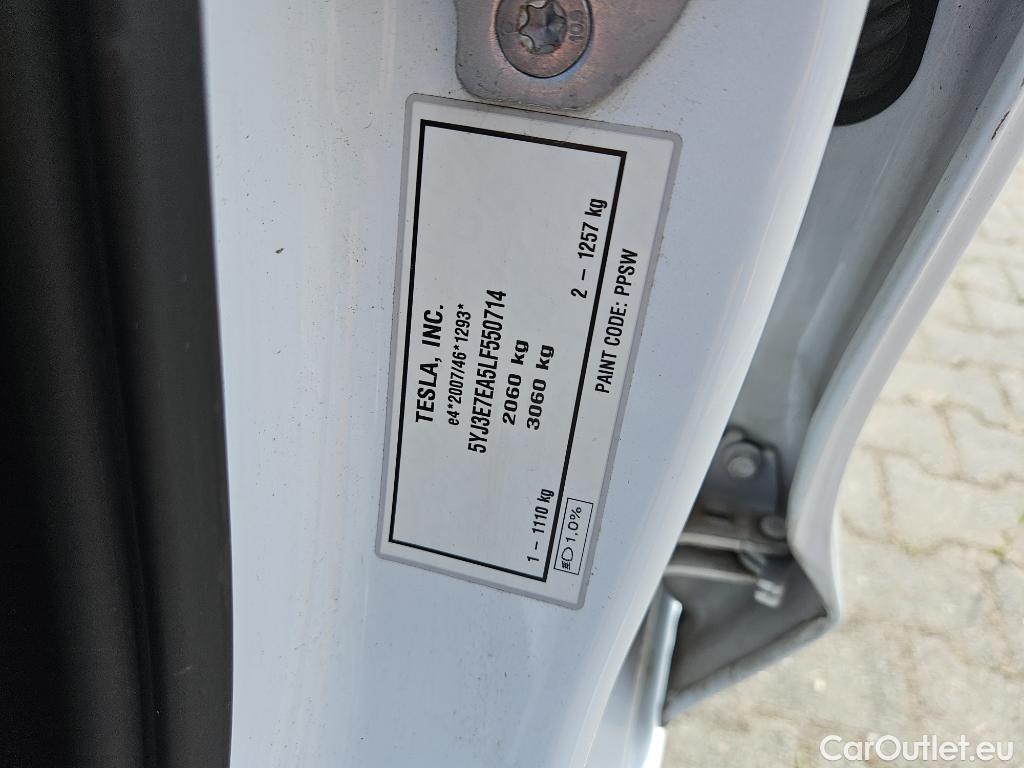 TESLA, INC.
e4*2007/46*1293*
5YJ3E7EA5LF550714
2060 kg
3060 kg
1 – 1110 kg 2 – 1257 kg
1.0% PAINT CODE: PPSW
CarOutlet.eu